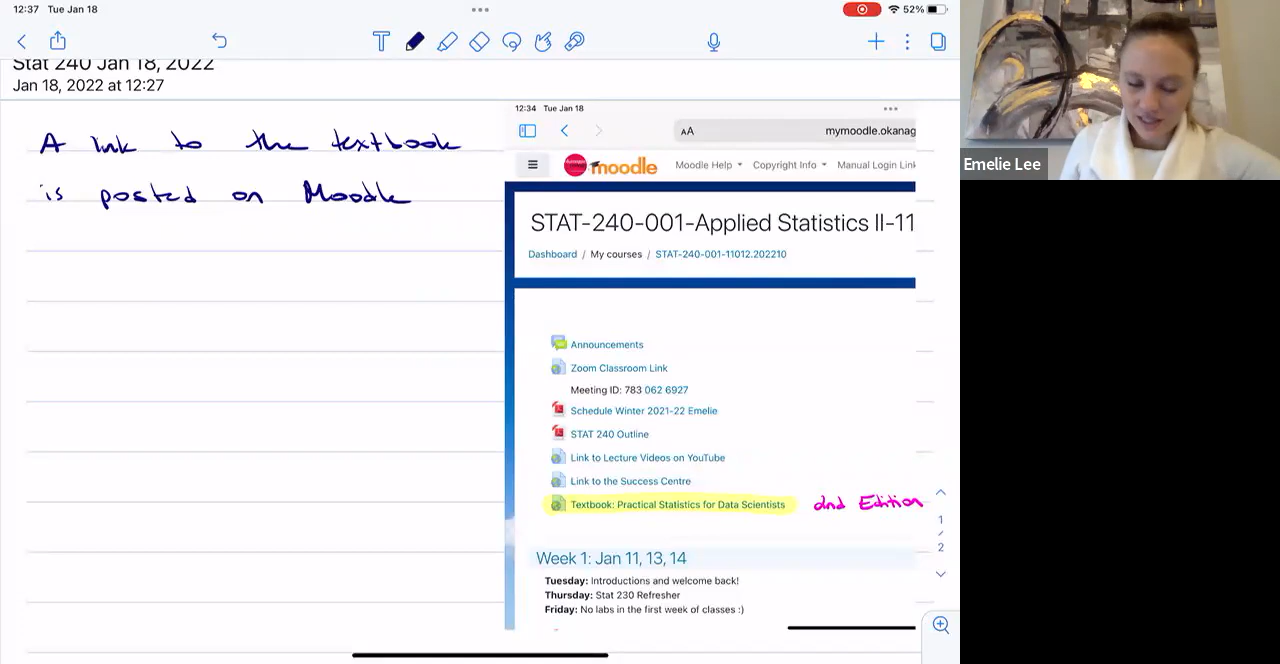 12:37 Tue Jan 18
52%
Stat 240 Jan 18, 2022
Jan 18, 2022 at 12:27
A link to the textbook
is posted on Moodle
12:34 Tue Jan 18
AA mymoodle.okanag
moodle Moodle Help Copyright Info Manual Login Link
STAT-240-001-Applied Statistics II-11
Dashboard / My courses / STAT-240-001-11012.202210
Announcements
Zoom Classroom Link
Meeting ID: 783 062 6927
Schedule Winter 2021-22 Emelie
STAT 240 Outline
Link to Lecture Videos on YouTube
Link to the Success Centre
Textbook: Practical Statistics for Data Scientists 2nd Edition
1
/
2
Week 1: Jan 11, 13, 14
Tuesday: Introductions and welcome back!
Thursday: Stat 230 Refresher
Friday: No labs in the first week of classes :)
Emelie Lee